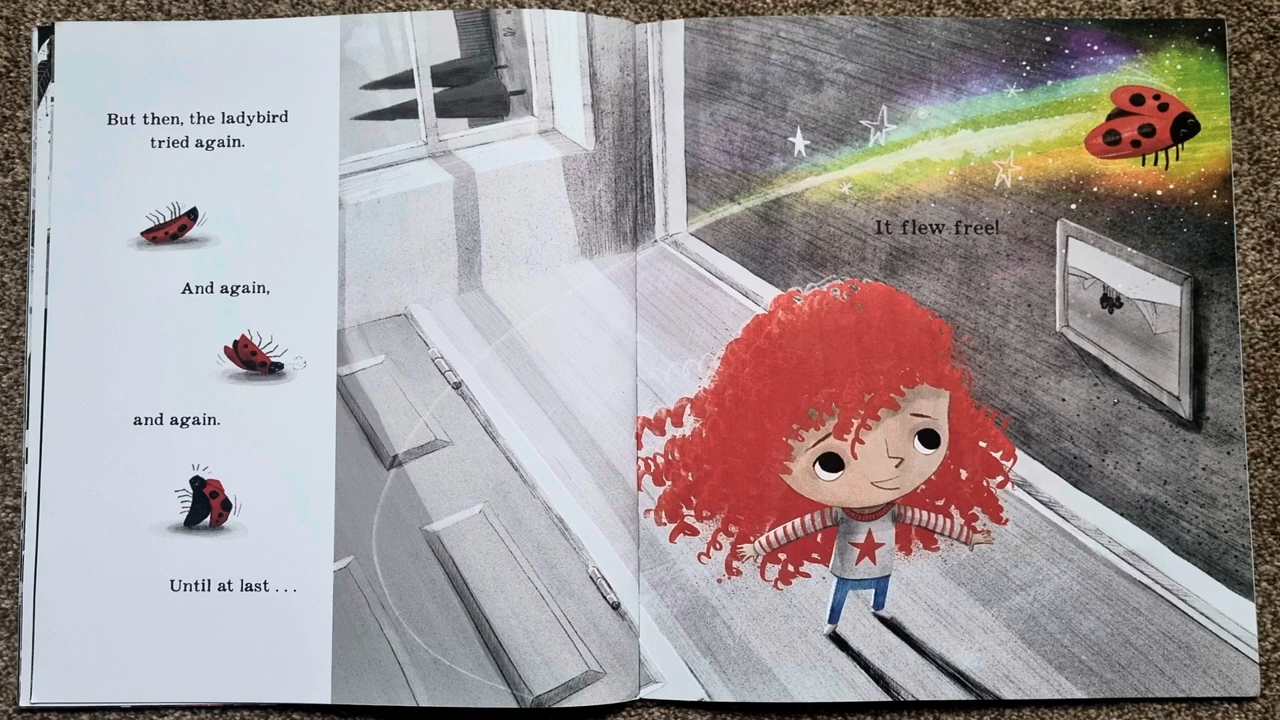 But then, the ladybird
tried again.
And again,
and again.
Until at last . . .
It flew free!